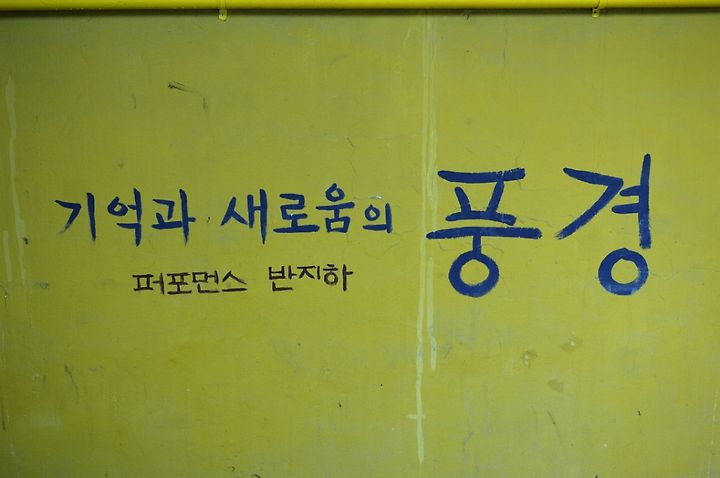 기억과 새로움의 풍경
퍼포먼스 반지하